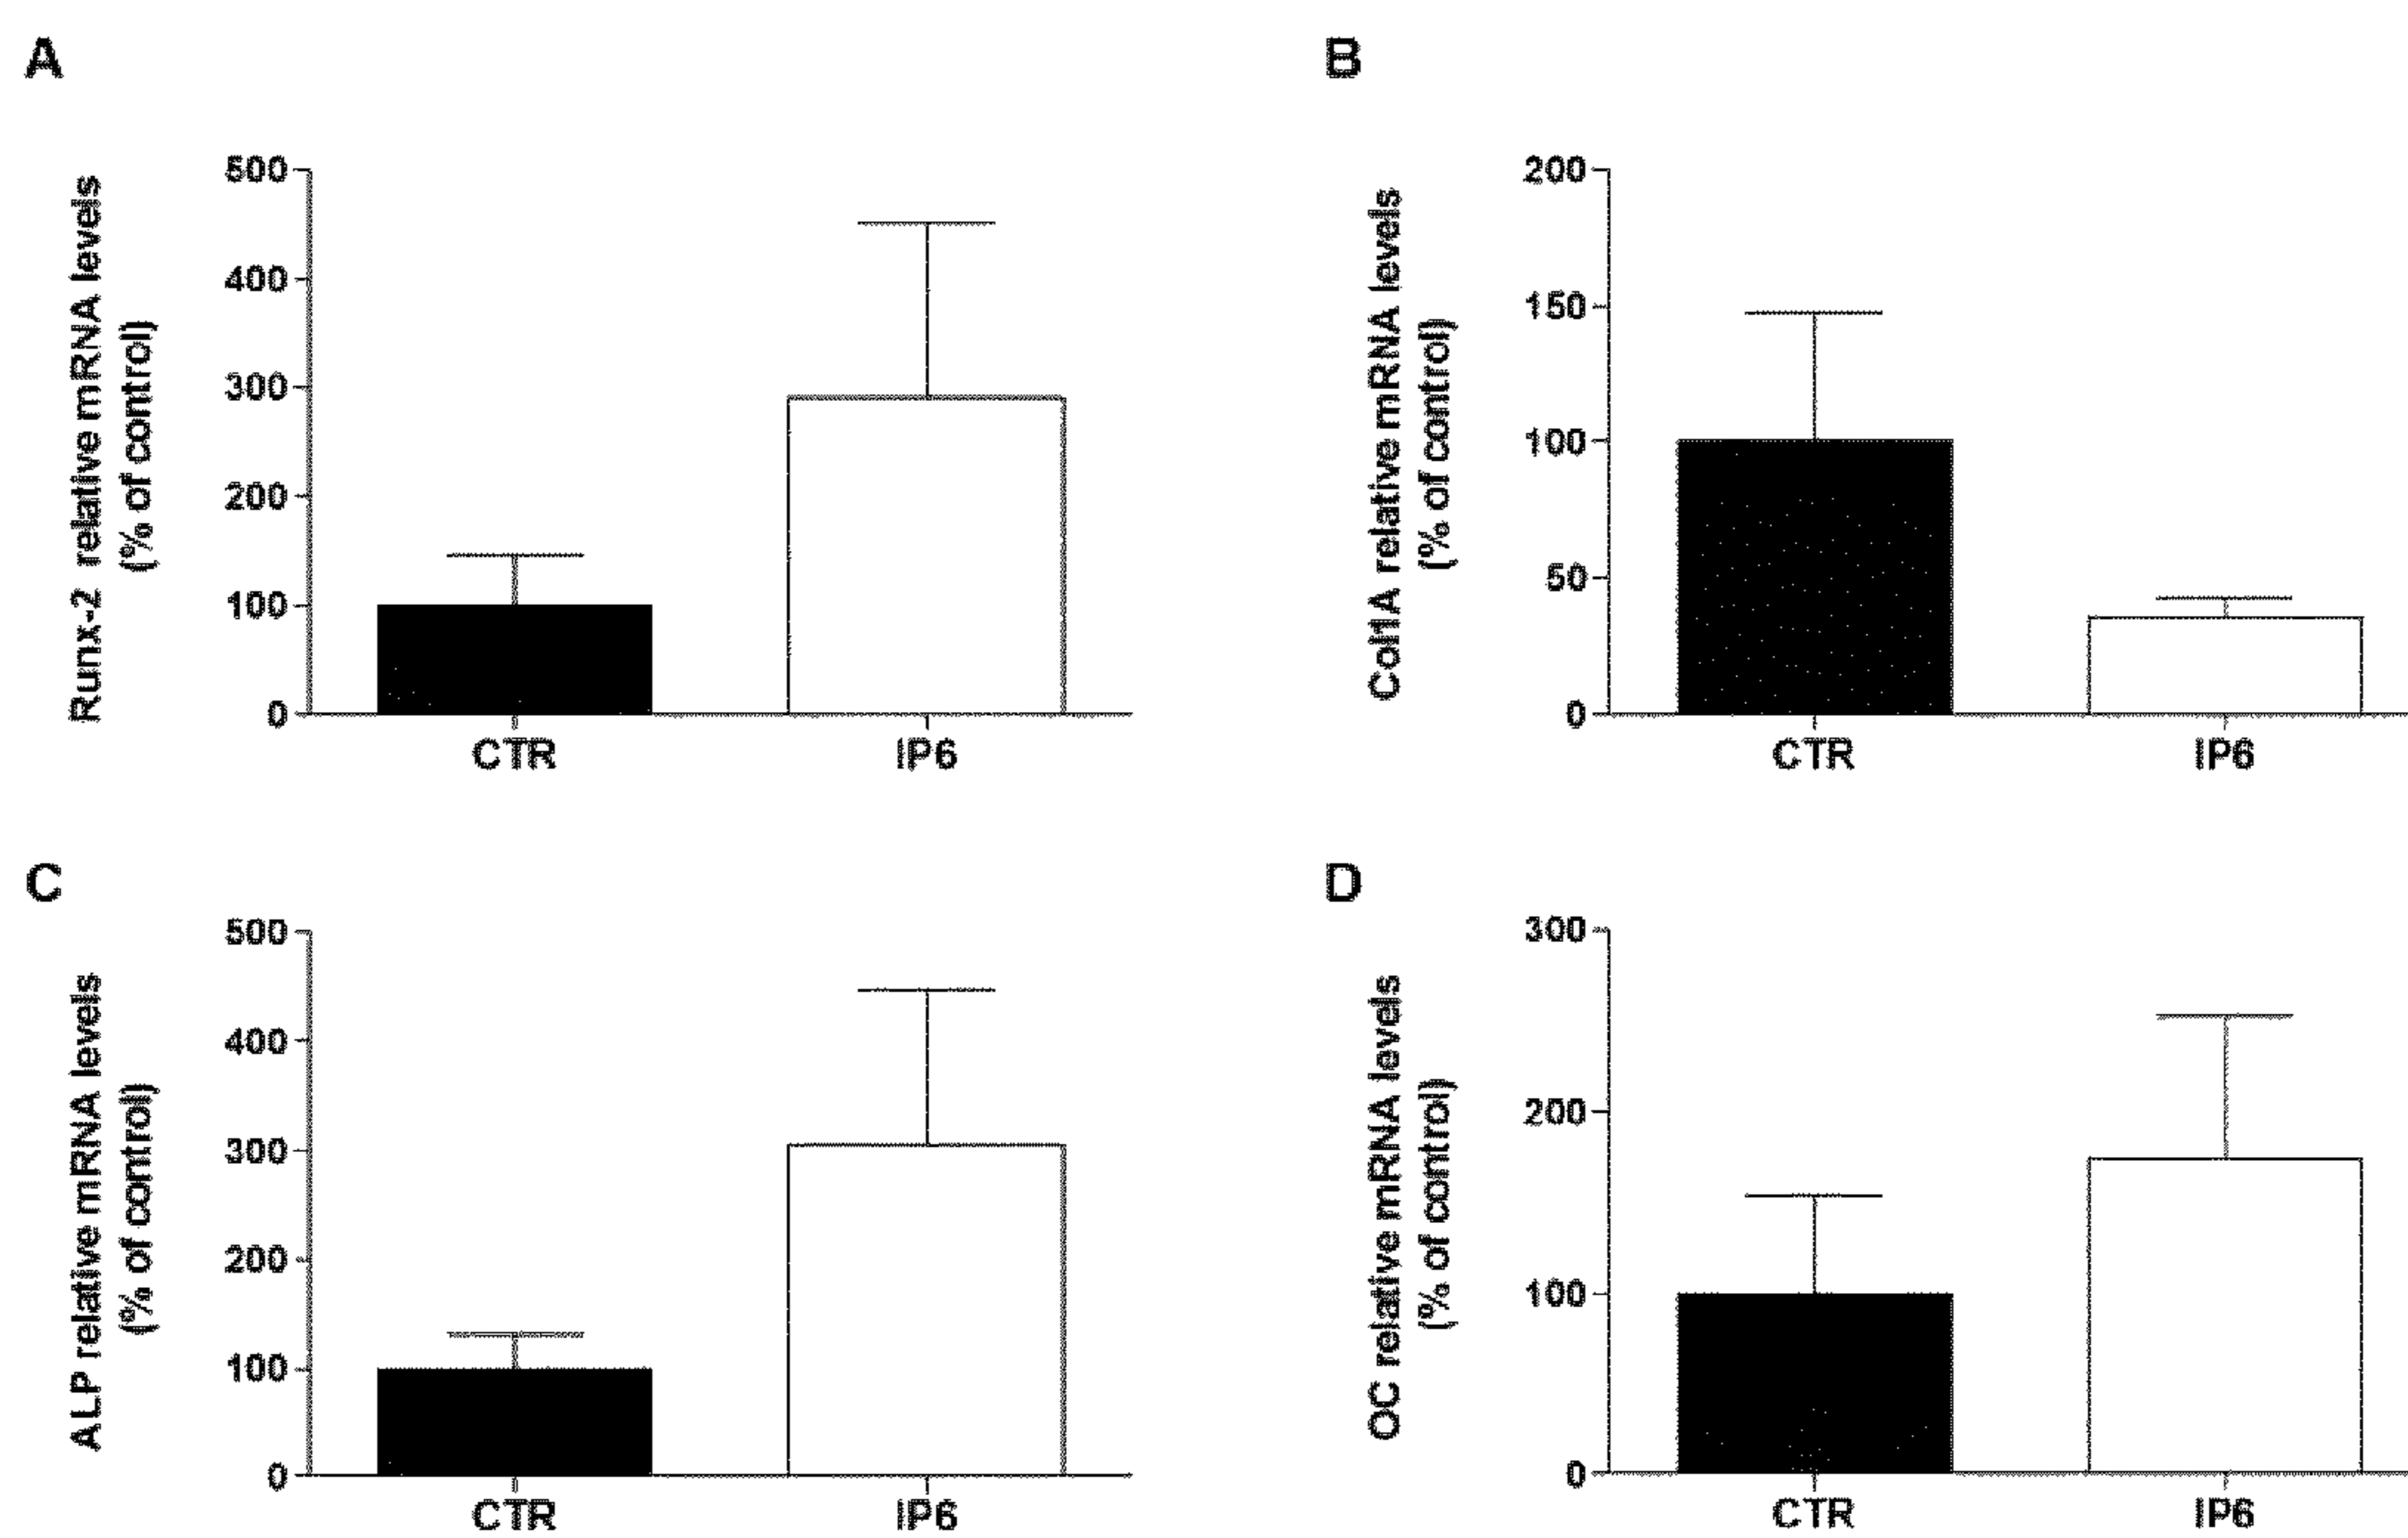 A
Runx-2 relative mRNA levels
(% of control)
500
400
300
200
100
0
CTR IP6
B
Col1A relative mRNA levels
(% of control)
200
150
100
50
0
CTR IP6
C
ALP relative mRNA levels
(% of control)
500
400
300
200
100
0
CTR IP6
D
OC relative mRNA levels
(% of control)
300
200
100
0
CTR IP6